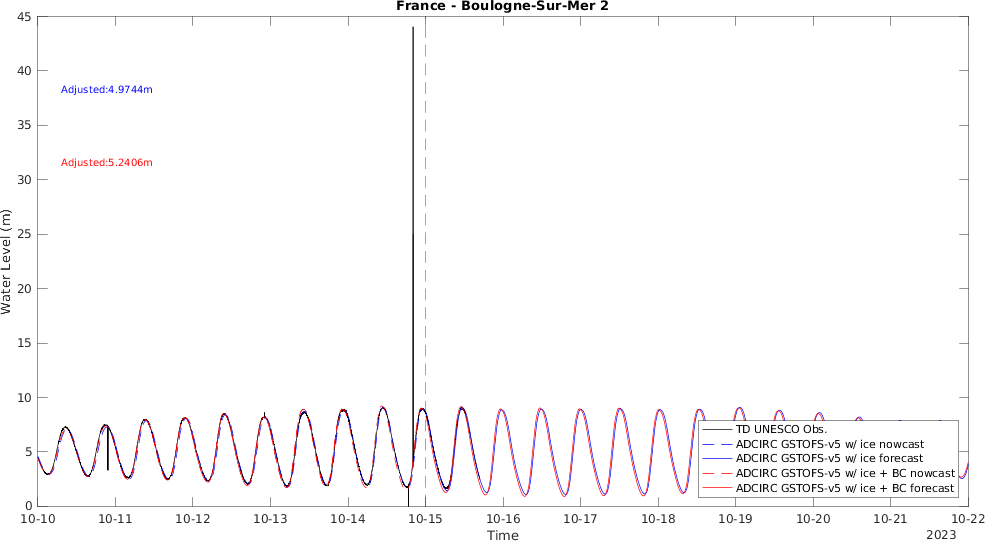 France - Boulogne-Sur-Mer 2
45
40
35
30
25
20
15
10
5
0
Water Level (m)
Adjusted:4.9744m
Adjusted:5.2406m
TD UNESCO Obs.
ADCIRC GSTOFS-v5 w/ ice nowcast
ADCIRC GSTOFS-v5 w/ ice forecast
ADCIRC GSTOFS-v5 w/ ice + BC nowcast
ADCIRC GSTOFS-v5 w/ ice + BC forecast
10-10 10-11 10-12 10-13 10-14 10-15 10-16 10-17 10-18 10-19 10-20 10-21 10-22
Time
2023